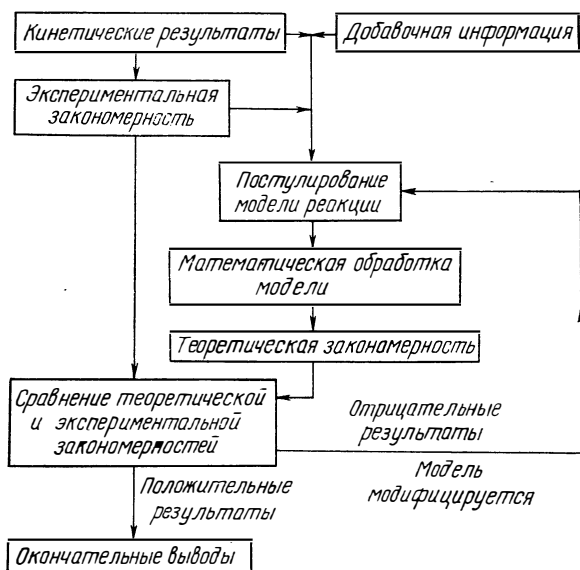 Кинетические результаты
Добавочная информация
Экспериментальная
закономерность
Постулирование
модели реакции
Математическая обработка
модели
Теоретическая закономерность
Сравнение теоретической
и экспериментальной
закономерностей
Отрицательные
результаты
Модель
модифицируется
Положительные
результаты
Окончательные выводы